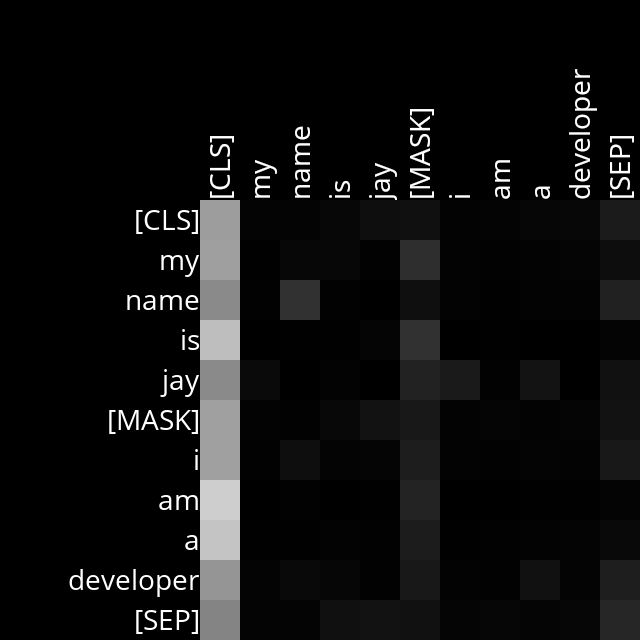 [CLS] my name is jay [MASK] i am a developer [SEP]
[CLS]
my
name
is
jay
[MASK]
i
am
a
developer
[SEP]